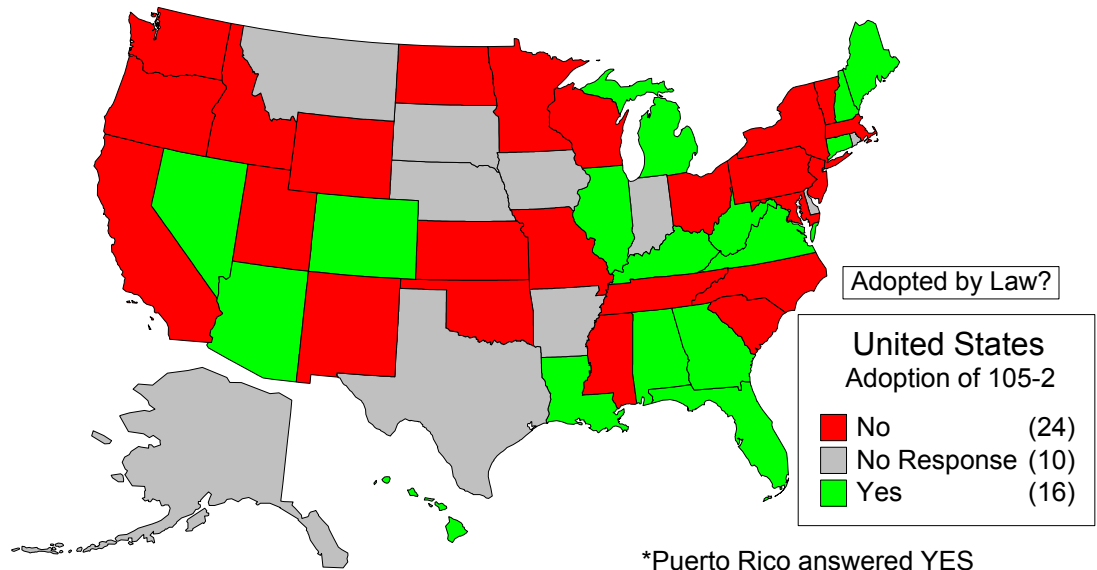 Adopted by Law?
United States
Adoption of 105-2
No (24)
No Response (10)
Yes (16)
*Puerto Rico answered YES